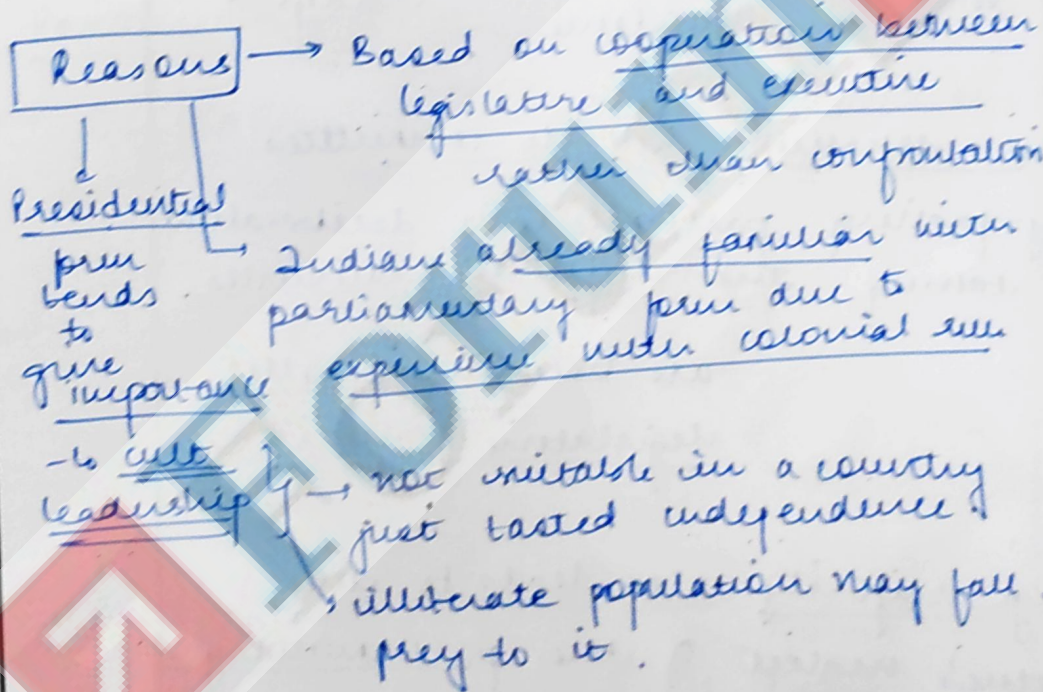 Reasons → Based on cooperation between
legislature and executive
rather than confrontation
→ Indians already familiar with
parliamentary form due to
experience with colonial rule
Presidential
form
tends
to
give
importance
to cult
leadership
→ not suitable in a country
just tasted independence.
→ illiterate population may fall
prey to it.
Forum